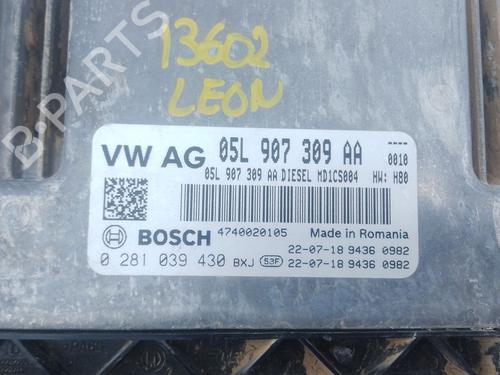 B-PARTS
13602
LEON
VW AG 05L 907 309 AA ----
0010
05L 907 309 AA DIESEL MD1CS004 HW: H80
BOSCH 4740020105 Made in Romania
22-07-18 9436 0982
0 281 039 430 BXJ 53F 22-07-18 9436 0982